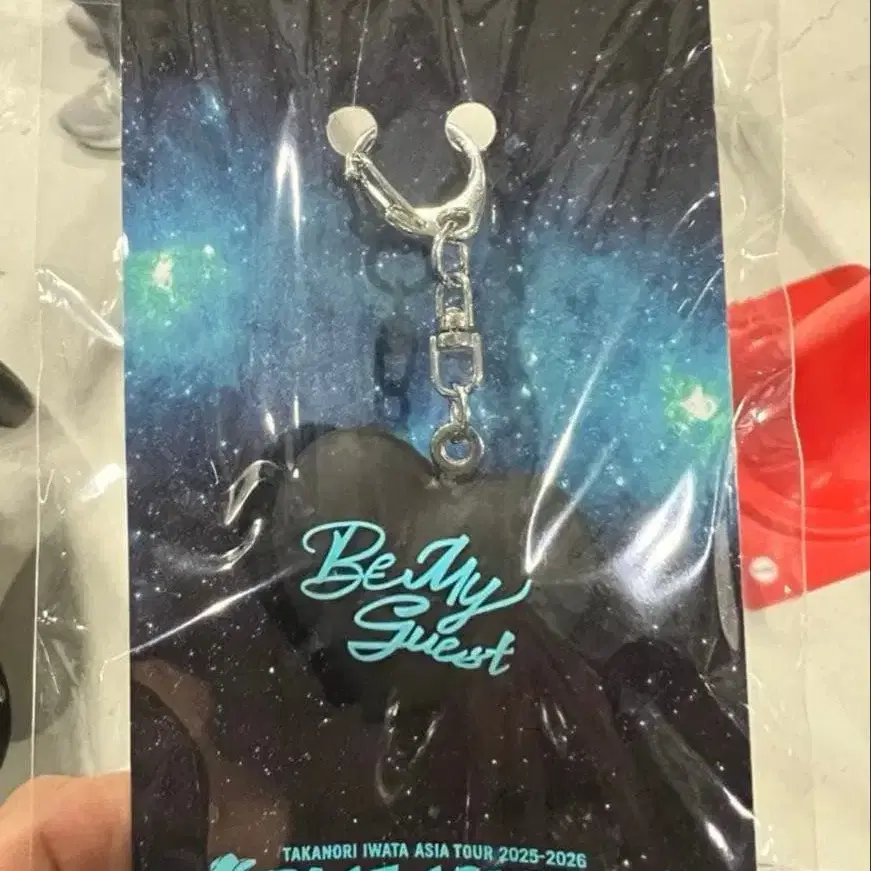 Be My
Guest
TAKANORI IWATA ASIA TOUR 2025-2026